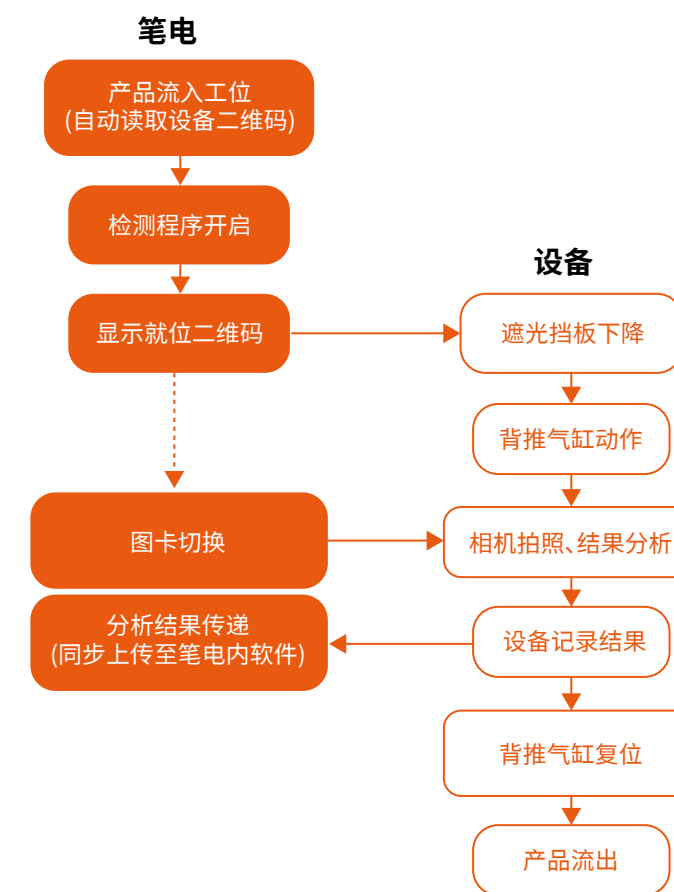 笔电
产品流入工位
(自动读取设备二维码)
检测程序开启
显示就位二维码
图卡切换
分析结果传递
(同步上传至笔电内软件)
设备
遮光挡板下降
背推气缸动作
相机拍照、结果分析
设备记录结果
背推气缸复位
产品流出